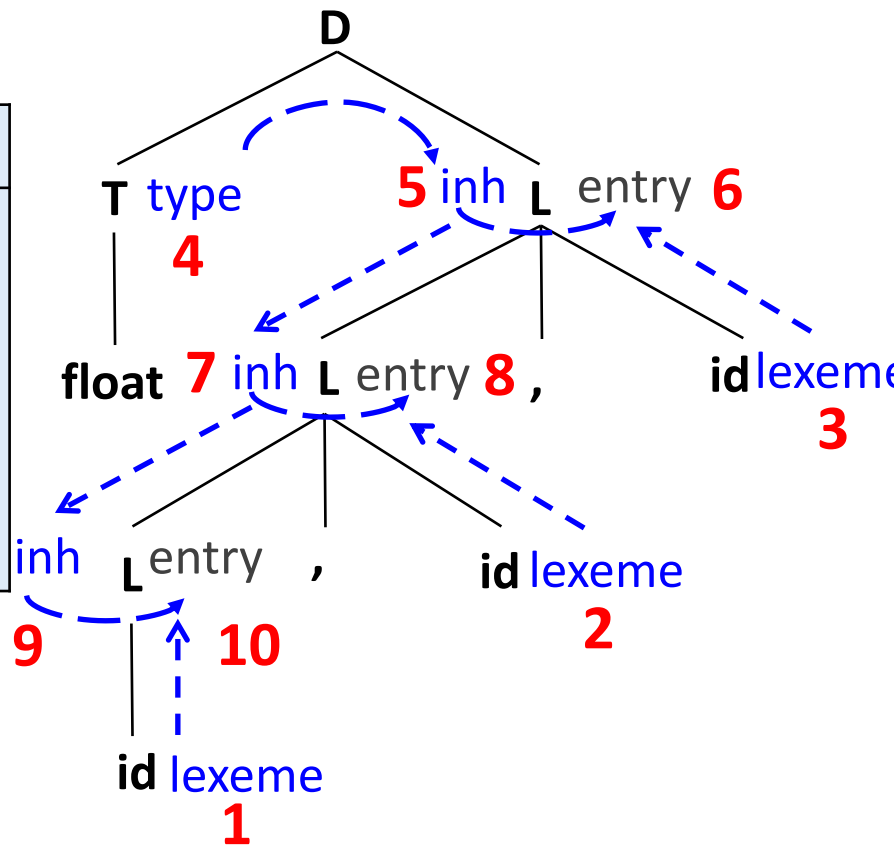 D
T type 5 inh L entry 6
4
float 7 inh L entry 8 , id lexeme
3
inh L entry , id lexeme
9 10 2
id lexeme
1